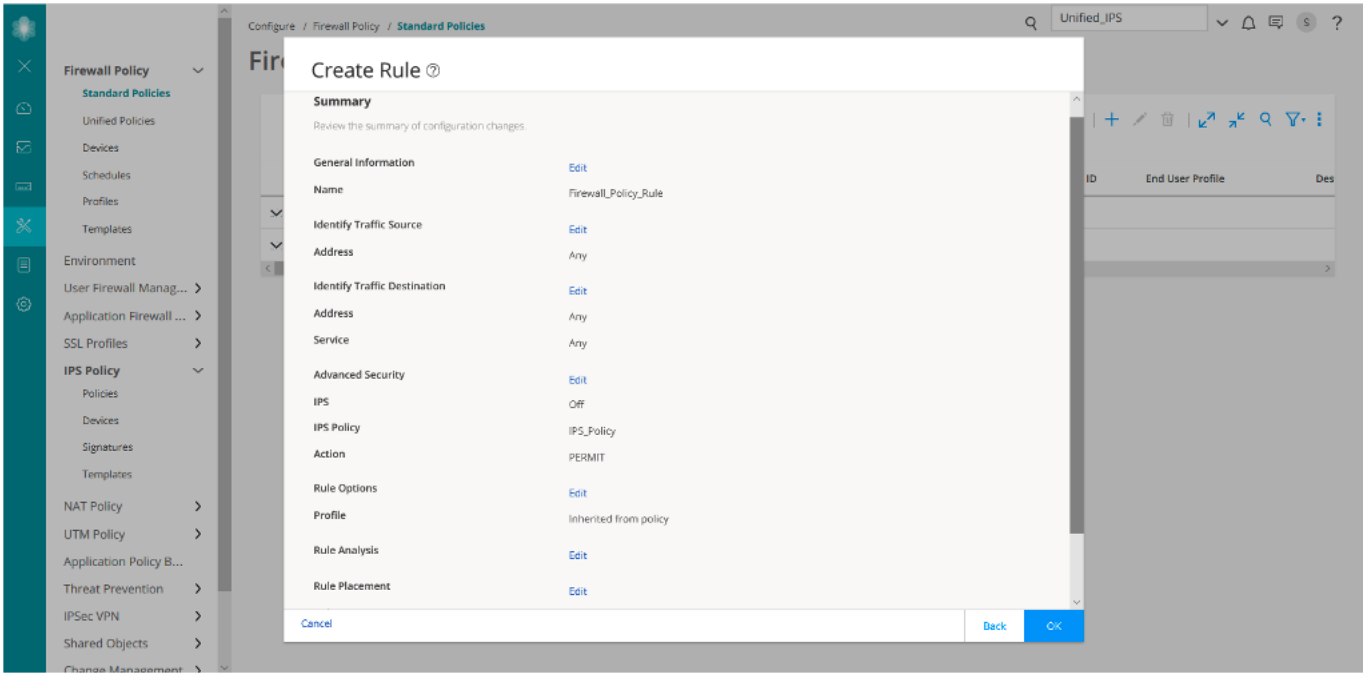 Configure / Firewall Policy / Standard Policies
Unified_IPS
S
?
Firewall Policy
Standard Policies
Unified Policies
Devices
Schedules
Profiles
Templates
Environment
User Firewall Manag...
Application Firewall ...
SSL Profiles
IPS Policy
Policies
Devices
Signatures
Templates
NAT Policy
UTM Policy
Application Policy B...
Threat Prevention
IPSec VPN
Shared Objects
Change Management
Fir
ID End User Profile Des
Create Rule ?
Summary
Review the summary of configuration changes.
General Information Edit
Name Firewall_Policy_Rule
Identify Traffic Source Edit
Address Any
Identify Traffic Destination Edit
Address Any
Service Any
Advanced Security Edit
IPS Off
IPS Policy IPS_Policy
Action PERMIT
Rule Options Edit
Profile Inherited from policy
Rule Analysis Edit
Rule Placement Edit
Cancel Back OK